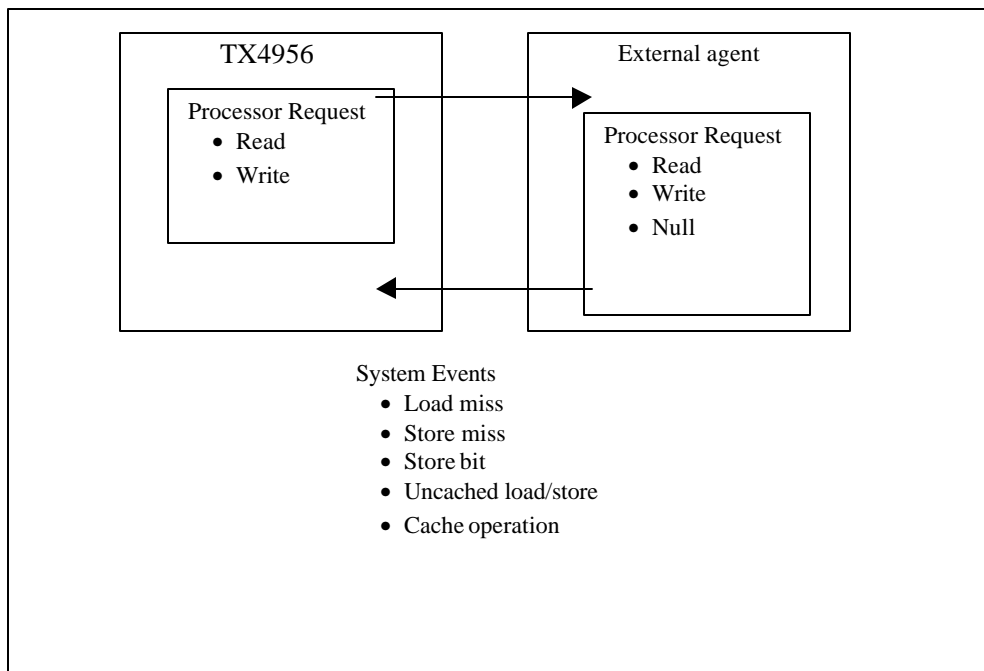 TX4956
Processor Request
• Read
• Write
External agent
Processor Request
• Read
• Write
• Null
System Events
• Load miss
• Store miss
• Store bit
• Uncached load/store
• Cache operation